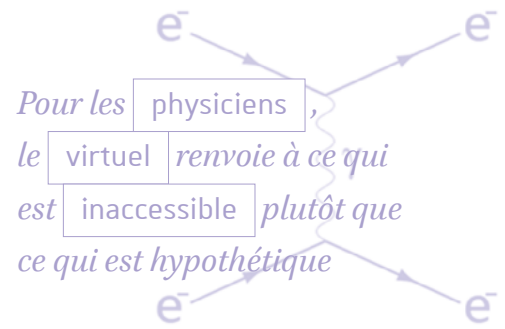 e⁻ e⁻
Pour les physiciens ,
le virtuel renvoie à ce qui
est inaccessible plutôt que
ce qui est hypothétique
e⁻ e⁻